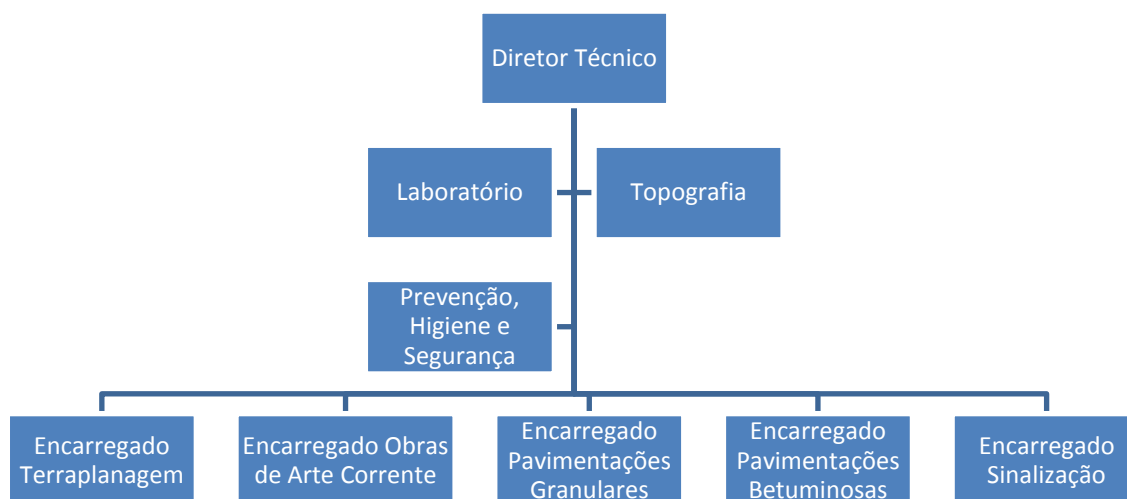 Diretor Técnico
Laboratório
Topografia
Prevenção,
Higiene e
Segurança
Encarregado
Terraplanagem
Encarregado Obras
de Arte Corrente
Encarregado
Pavimentações
Granulares
Encarregado
Pavimentações
Betuminosas
Encarregado
Sinalização